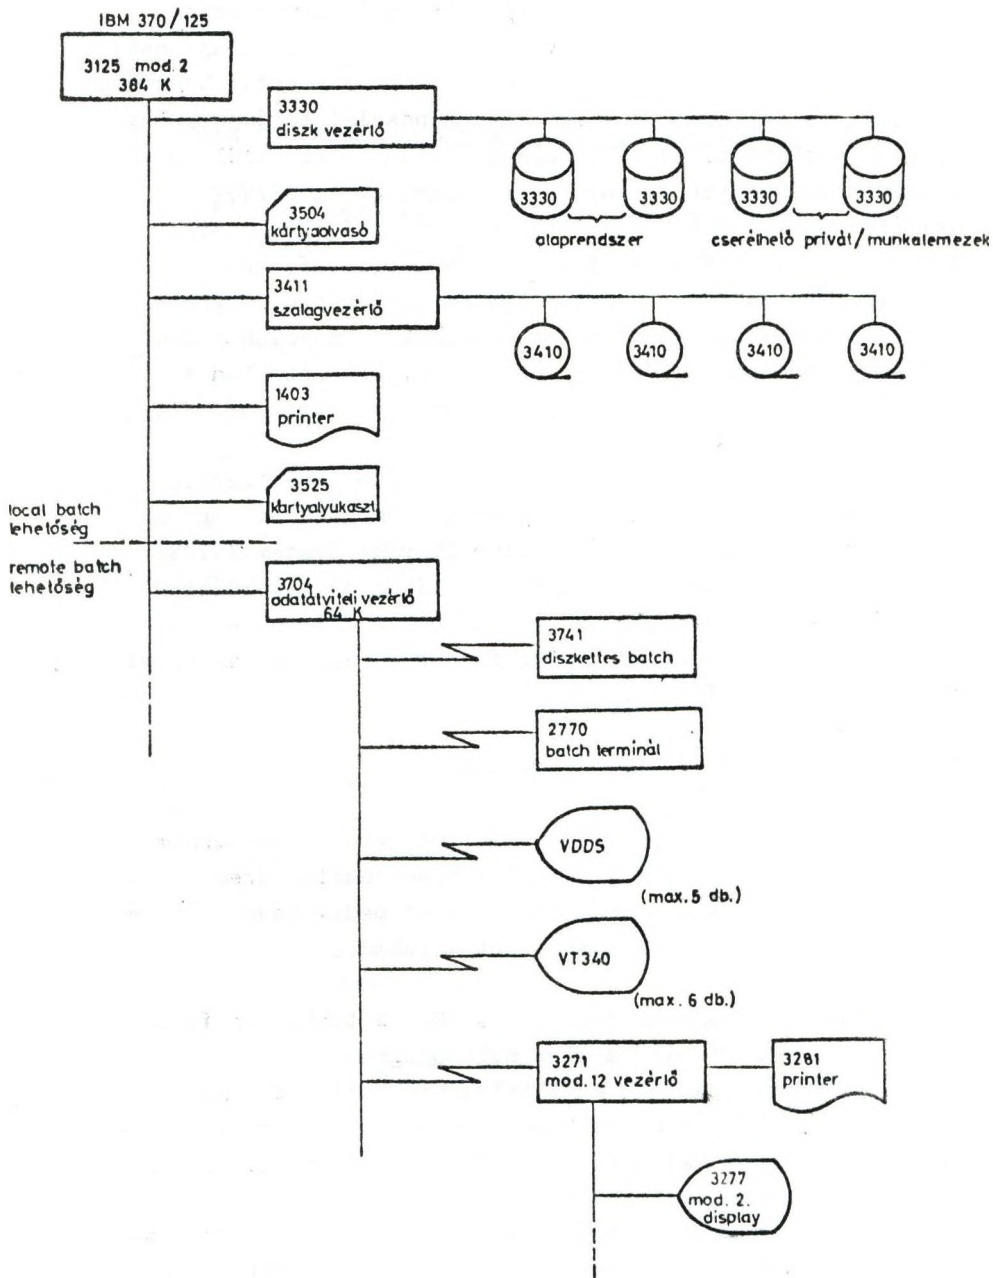 IBM 370/125
3125 mod. 2
384 K
3330
diszk vezérlő
3330
3330
3330
3330
alaprendszer
cserélhető privát/munkalemezek
3504
kártyaolvasó
3411
szalagvezérlő
3410
3410
3410
3410
1403
printer
3525
kártyalyukaszt.
local batch
lehetőség
remote batch
lehetőség
3704
adatátviteli vezérlő
64 K
3741
diszkettes batch
2770
batch terminál
VDDS
(max. 5 db.)
VT340
(max. 6 db.)
3271
mod. 12 vezérlő
3281
printer
3277
mod. 2.
display